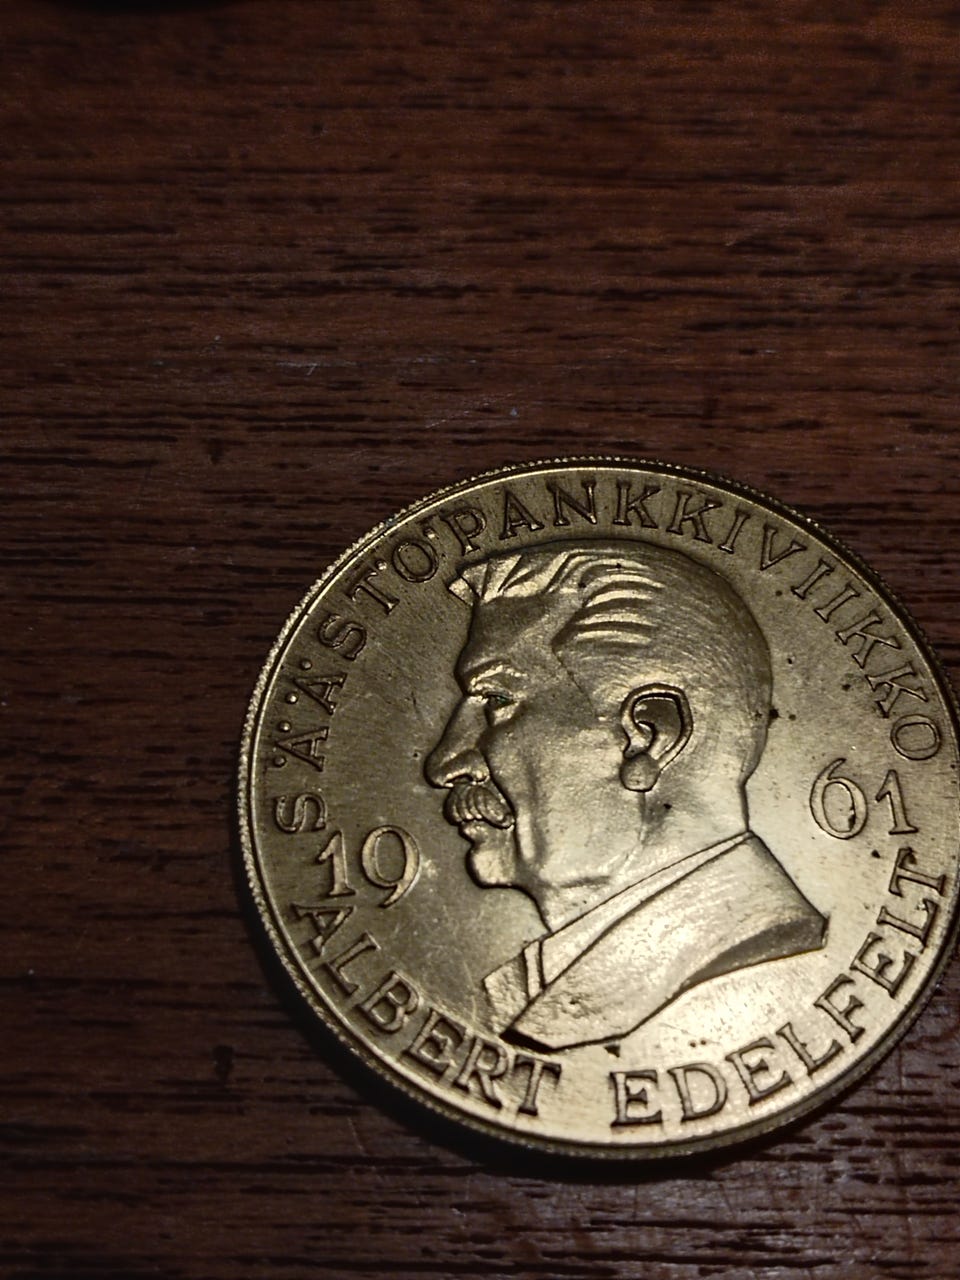 SÄÄSTÖPANKKIVIIKKO
19 61
ALBERT EDELFELT